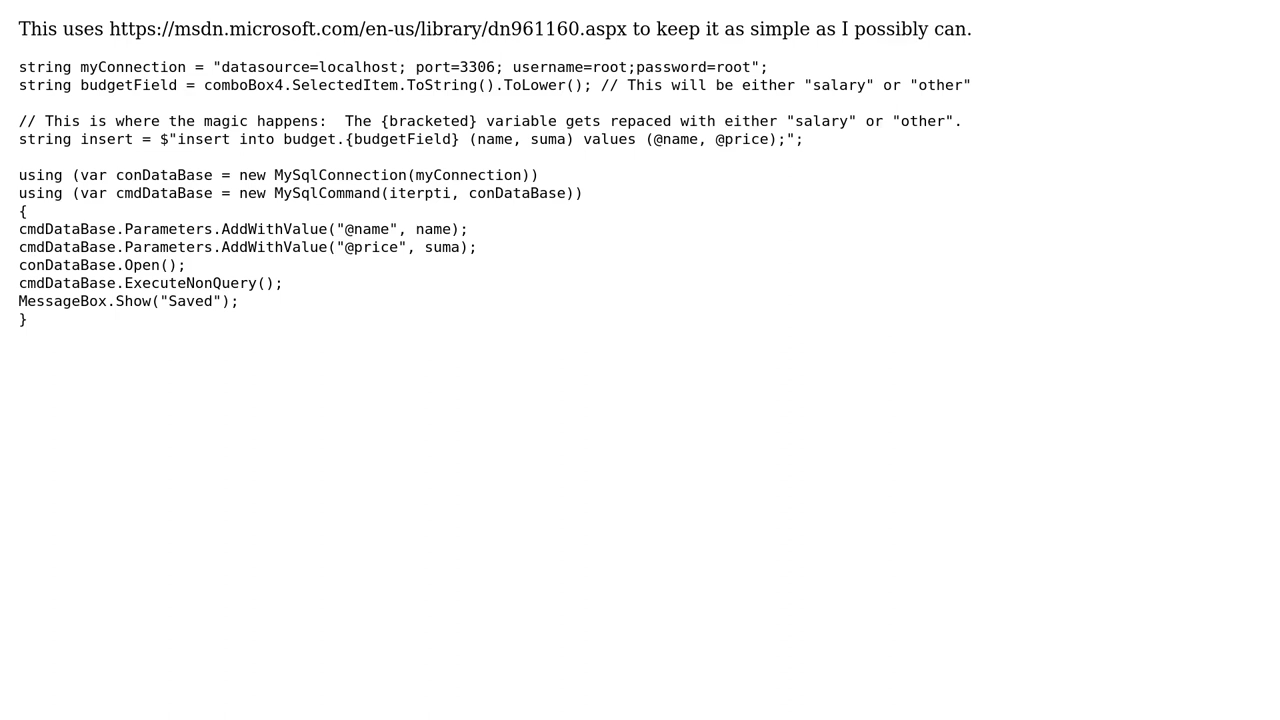 This uses https://msdn.microsoft.com/en-us/library/dn961160.aspx to keep it as simple as I possibly can.
string myConnection = "datasource=localhost; port=3306; username=root;password=root";
string budgetField = comboBox4.SelectedItem.ToString().ToLower(); // This will be either "salary" or "other"
// This is where the magic happens:  The {bracketed} variable gets repaced with either "salary" or "other".
string insert = $"insert into budget.{budgetField} (name, suma) values (@name, @price);";
using (var conDataBase = new MySqlConnection(myConnection))
using (var cmdDataBase = new MySqlCommand(iterpti, conDataBase))
{
cmdDataBase.Parameters.AddWithValue("@name", name);
cmdDataBase.Parameters.AddWithValue("@price", suma);
conDataBase.Open();
cmdDataBase.ExecuteNonQuery();
MessageBox.Show("Saved");
}